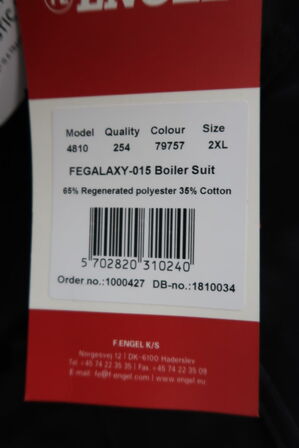 ENGEL
Model Quality Colour Size
4810 254 79757 2XL
FEGALAXY-015 Boiler Suit
65% Regenerated polyester 35% Cotton
5 702820 310240
Order.no.:1000427 DB-no.:1810034
F.ENGEL K/S
Norgesvej 12 | DK-6100 Haderslev
Tel +45 74 22 35 35 | Fax +45 74 22 35 09
E-mail fe@f-engel.com | www.engel.eu